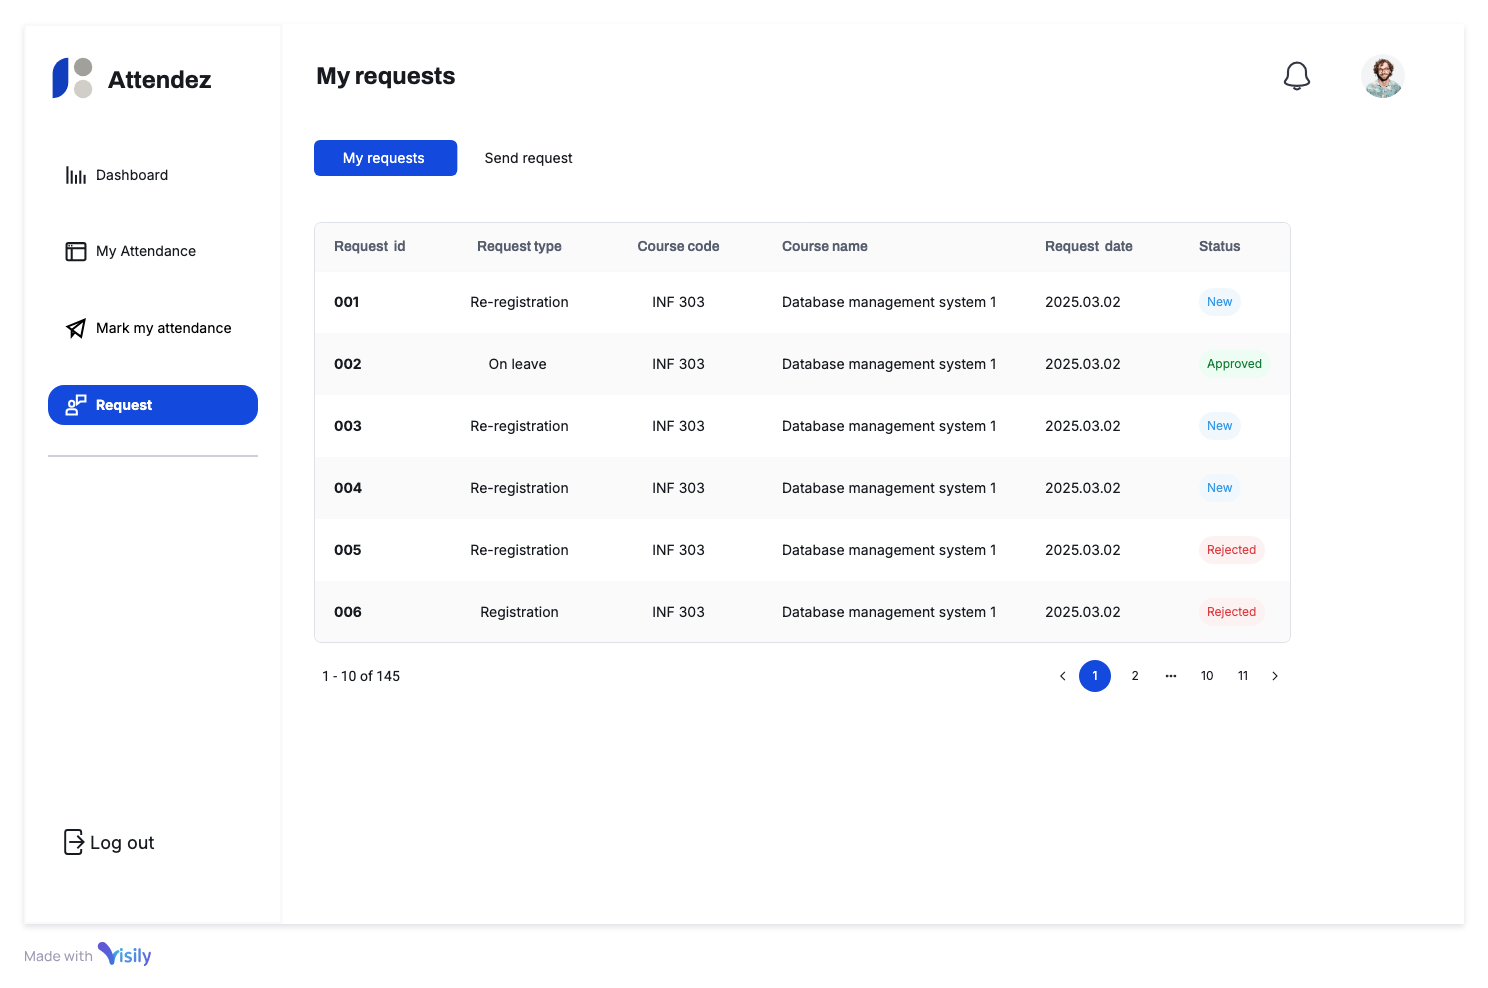 Attendez
Dashboard
My Attendance
Mark my attendance
Request
Log out
My requests
My requests Send request
Request id Request type Course code Course name Request date Status
001 Re-registration INF 303 Database management system 1 2025.03.02 New
002 On leave INF 303 Database management system 1 2025.03.02 Approved
003 Re-registration INF 303 Database management system 1 2025.03.02 New
004 Re-registration INF 303 Database management system 1 2025.03.02 New
005 Re-registration INF 303 Database management system 1 2025.03.02 Rejected
006 Registration INF 303 Database management system 1 2025.03.02 Rejected
1 - 10 of 145 < 1 2 ••• 10 11 >
Made with Visily